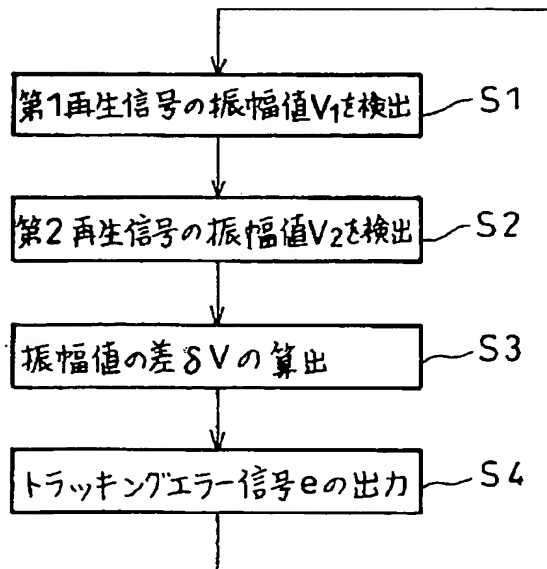 第1再生信号の振幅値V₁を検出 S1
第2再生信号の振幅値V₂を検出 S2
振幅値の差δVの算出 S3
トラッキングエラー信号eの出力 S4